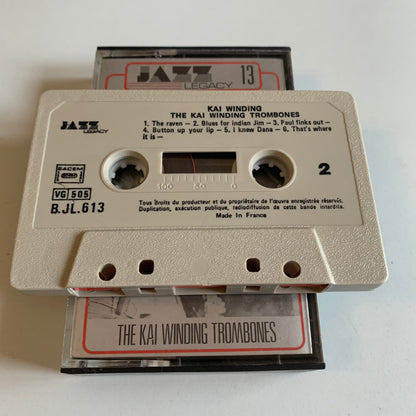 JAZZ 13
LEGACY
KAI WINDING
THE KAI WINDING TROMBONES
JAZZ
LEGACY
1. The raven - 2. Blues for indian Jim - 3. Paul finks out -
4. Button up your lip - 5. I knew Dana - 6. That's where
it is -
SACEM
VG 505
B.JL.613
100 50 0
2
Tous Droits du producteur et du propriétaire de l'œuvre enregistrée réservés.
Duplication, exécution publique, radiodiffusion de cette bande interdite.
Made in France
THE KAI WINDING TROMBONES